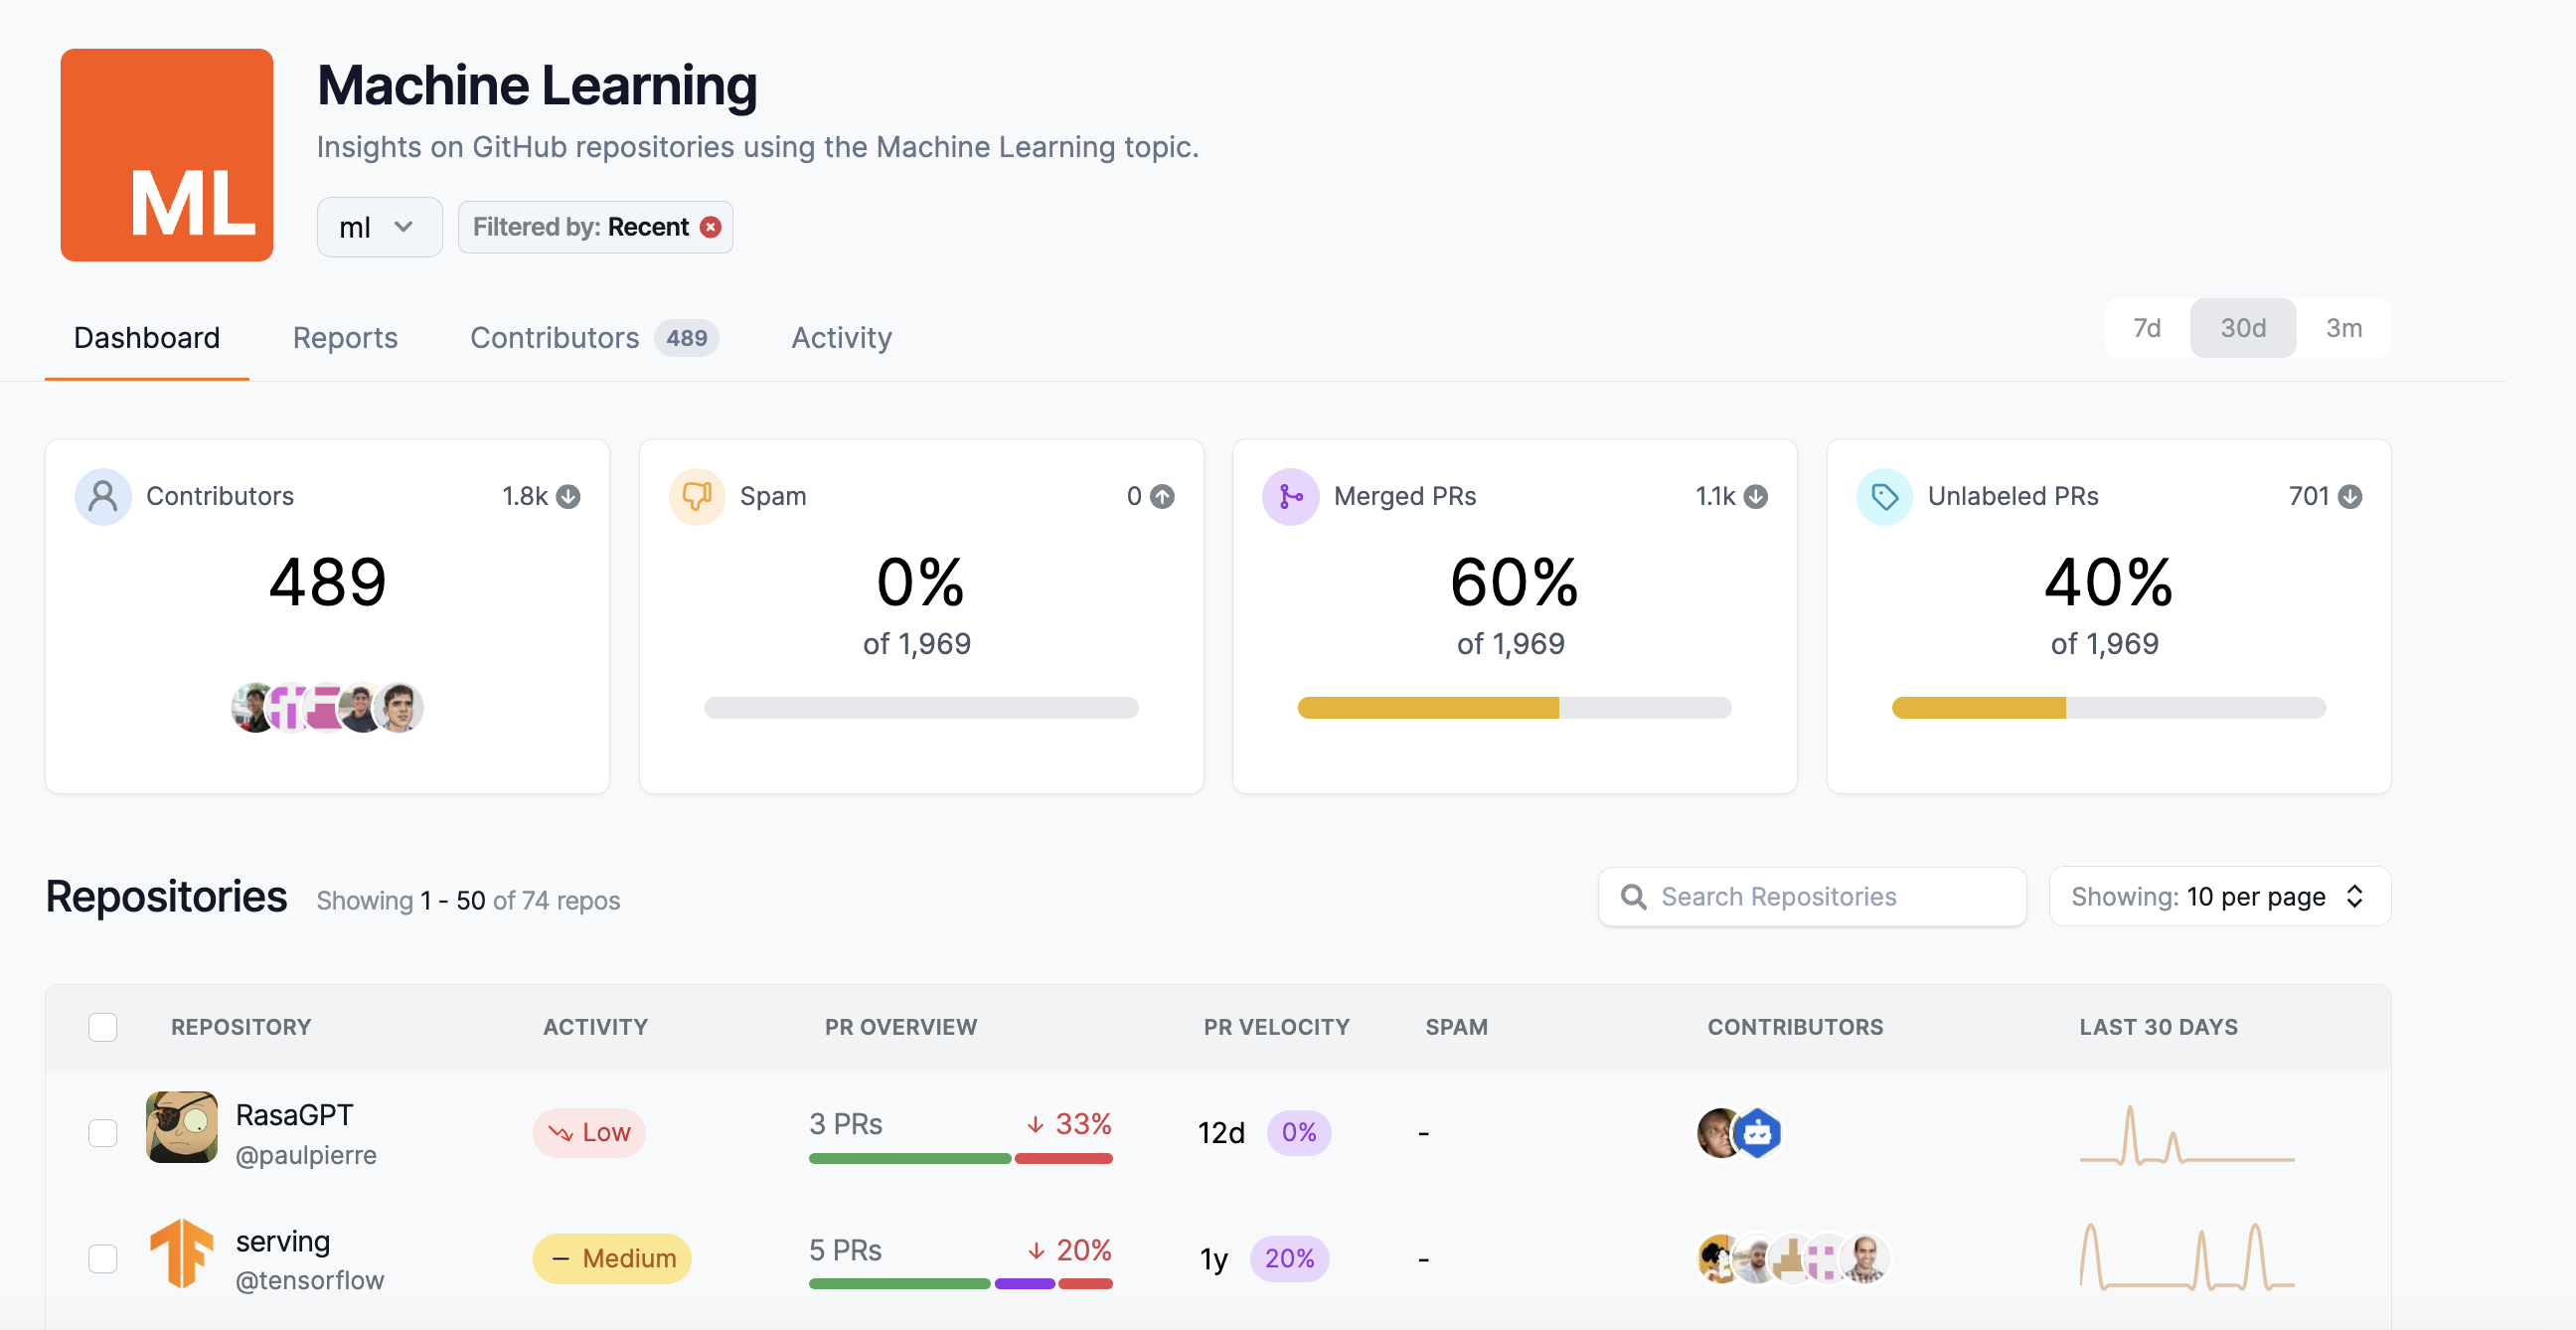 ML
Machine Learning
Insights on GitHub repositories using the Machine Learning topic.
ml
Filtered by: Recent
Dashboard Reports Contributors 489 Activity
7d 30d 3m
Contributors 1.8k
489
Spam 0
0%
of 1,969
Merged PRs 1.1k
60%
of 1,969
Unlabeled PRs 701
40%
of 1,969
Repositories Showing 1 - 50 of 74 repos
Search Repositories
Showing: 10 per page
REPOSITORY ACTIVITY PR OVERVIEW PR VELOCITY SPAM CONTRIBUTORS LAST 30 DAYS
RasaGPT
@paulpierre
Low
3 PRs 33%
12d 0% -
serving
@tensorflow
Medium
5 PRs 20%
1y 20% -